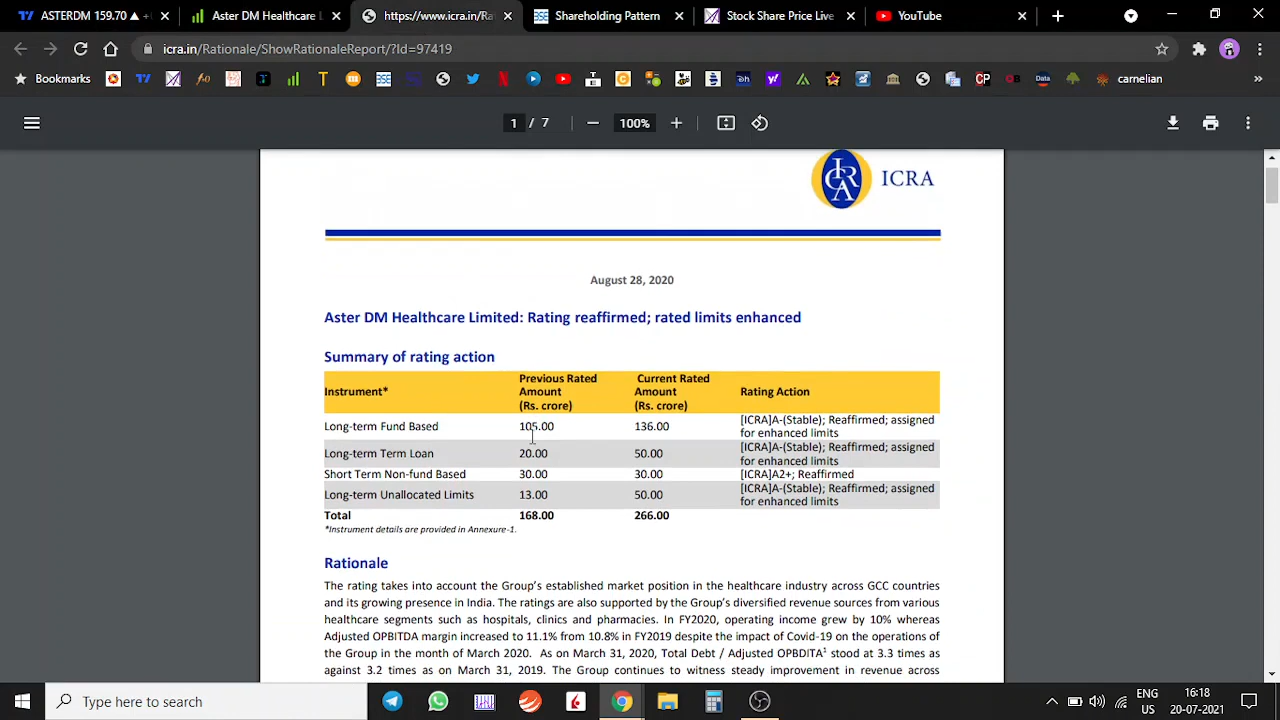 ASTERDM 159.70 ▲ +
Aster DM Healthcare L
https://www.icra.in/Ra
Shareholding Pattern
Stock Share Price Live
YouTube
icra.in/Rationale/ShowRationaleReport/?Id=97419
Bookmarks
carnelian
1 / 7
100%
ICRA
August 28, 2020
Aster DM Healthcare Limited: Rating reaffirmed; rated limits enhanced
Summary of rating action
Instrument* Previous Rated Amount (Rs. crore) Current Rated Amount (Rs. crore) Rating Action
Long-term Fund Based 105.00 136.00 [ICRA]A-(Stable); Reaffirmed; assigned for enhanced limits
Long-term Term Loan 20.00 50.00 [ICRA]A-(Stable); Reaffirmed; assigned for enhanced limits
Short Term Non-fund Based 30.00 30.00 [ICRA]A2+; Reaffirmed
Long-term Unallocated Limits 13.00 50.00 [ICRA]A-(Stable); Reaffirmed; assigned for enhanced limits
Total 168.00 266.00
*Instrument details are provided in Annexure-1.
Rationale
The rating takes into account the Group's established market position in the healthcare industry across GCC countries
and its growing presence in India. The ratings are also supported by the Group's diversified revenue sources from various
healthcare segments such as hospitals, clinics and pharmacies. In FY2020, operating income grew by 10% whereas
Adjusted OPBITDA margin increased to 11.1% from 10.8% in FY2019 despite the impact of Covid-19 on the operations of
the Group in the month of March 2020. As on March 31, 2020, Total Debt / Adjusted OPBDITA¹ stood at 3.3 times as
against 3.2 times as on March 31, 2019. The Group continues to witness steady improvement in revenue across
Type here to search
ENG
US
16:18
20-07-2021